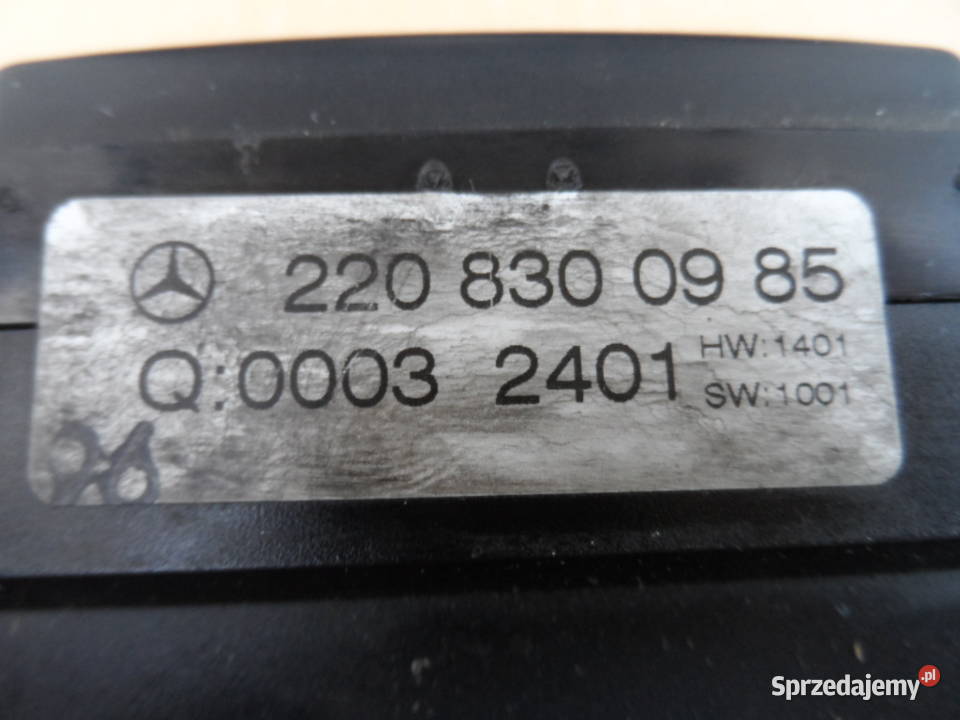 220 830 09 85
Q:0003 2401
HW:1401
SW:1001
Sprzedajemy.pl